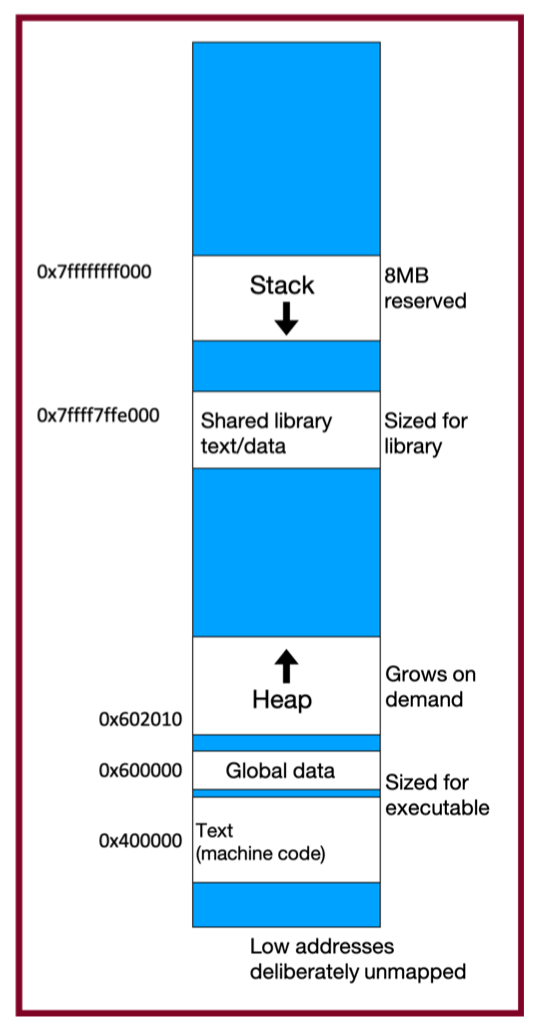 0x7ffffffff000
Stack
8MB
reserved
0x7ffff7ffe000
Shared library
text/data
Sized for
library
Heap
Grows on
demand
0x602010
0x600000
Global data
Sized for
executable
0x400000
Text
(machine code)
Low addresses
deliberately unmapped